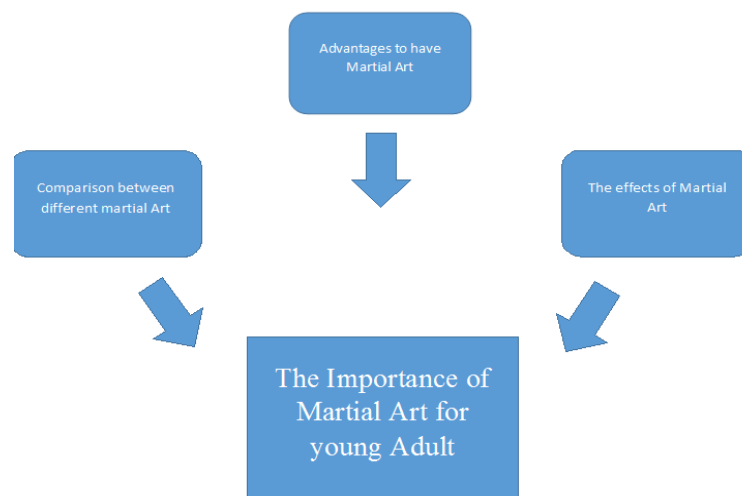 Advantages to have
Martial Art
Comparison between
different martial Art
The effects of Martial
Art
The Importance of
Martial Art for
young Adult